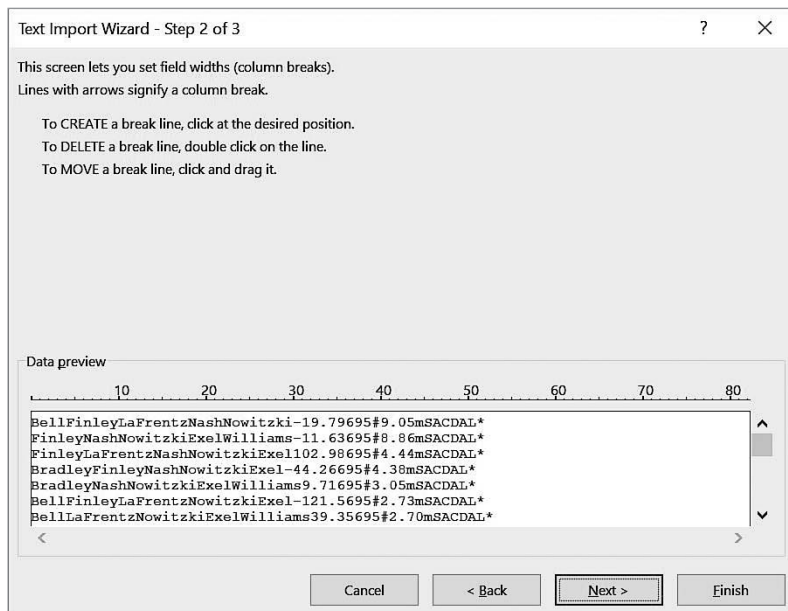 Text Import Wizard - Step 2 of 3 ? ×
This screen lets you set field widths (column breaks).
Lines with arrows signify a column break.
To CREATE a break line, click at the desired position.
To DELETE a break line, double click on the line.
To MOVE a break line, click and drag it.
Data preview
10 20 30 40 50 60 70 80
BellFinleyLaFrentzNashNowitzki-19.79695#9.05mSACDAL*
FinleyNashNowitzkiExelWilliams-11.63695#8.86mSACDAL*
FinleyLaFrentzNashNowitzkiExel102.98695#4.44mSACDAL*
BradleyFinleyNashNowitzkiExel-44.26695#4.38mSACDAL*
BradleyNashNowitzkiExelWilliams9.71695#3.05mSACDAL*
BellFinleyLaFrentzNowitzkiExel-121.5695#2.73mSACDAL*
BellLaFrentzNowitzkiExelWilliams39.35695#2.70mSACDAL*
Cancel < Back Next > Finish